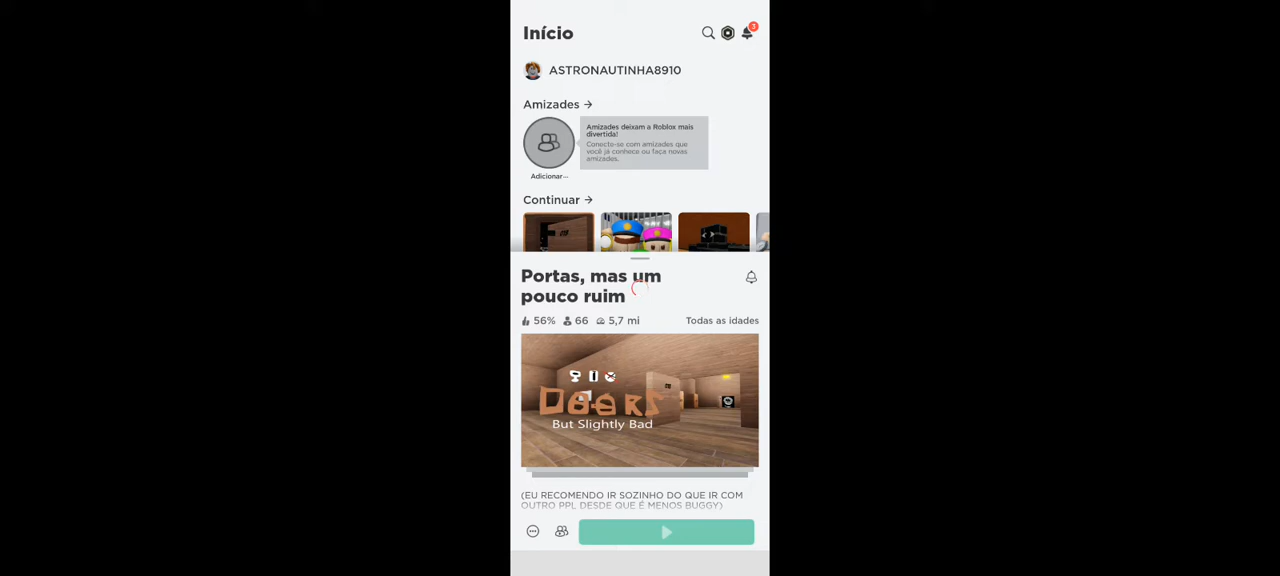 Início
3
ASTRONAUTINHA8910
Amizades →
Amizades deixam a Roblox mais
divertida!
Conecte-se com amizades que
você já conhece ou faça novas
amizades.
Adicionar...
Continuar →
Portas, mas um
pouco ruim
56% 66 5,7 mi Todas as idades
DOORS
But Slightly Bad
(EU RECOMENDO IR SOZINHO DO QUE IR COM
OUTRO PPL DESDE QUE É MENOS BUGGY)